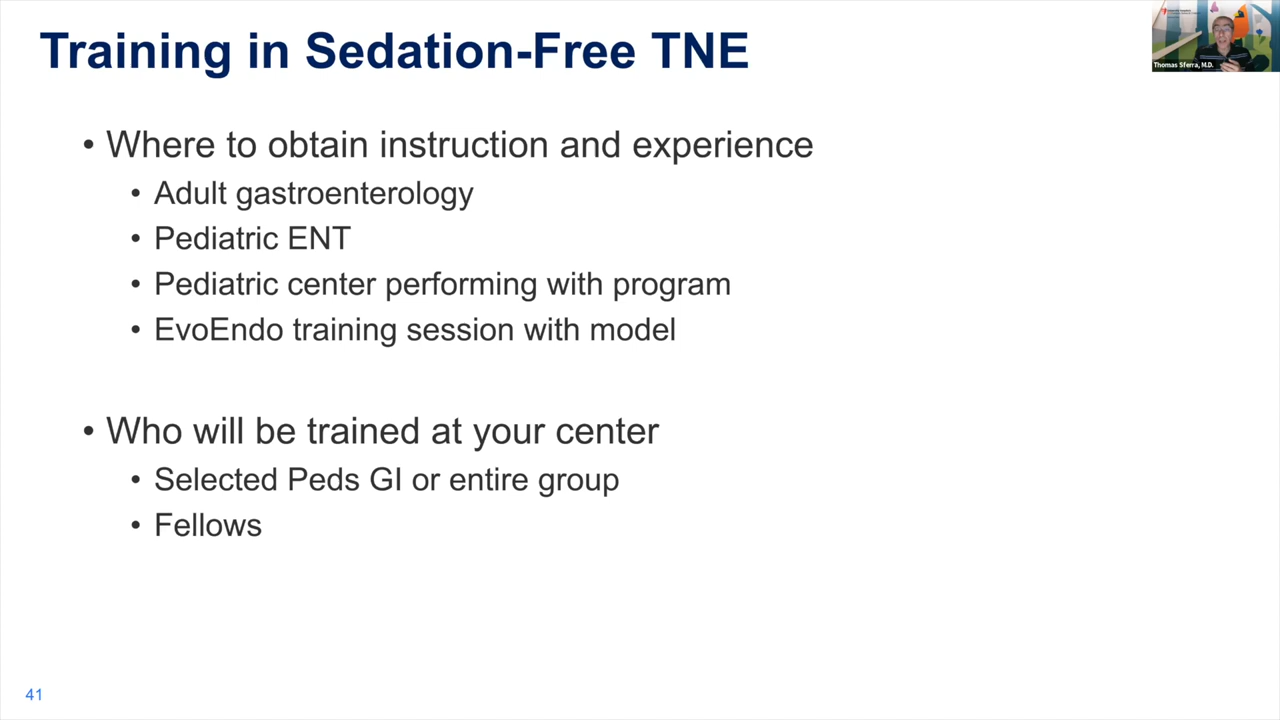 Training in Sedation-Free TNE
Thomas Sferra, M.D.
• Where to obtain instruction and experience
• Adult gastroenterology
• Pediatric ENT
• Pediatric center performing with program
• EvoEndo training session with model
• Who will be trained at your center
• Selected Peds GI or entire group
• Fellows
41